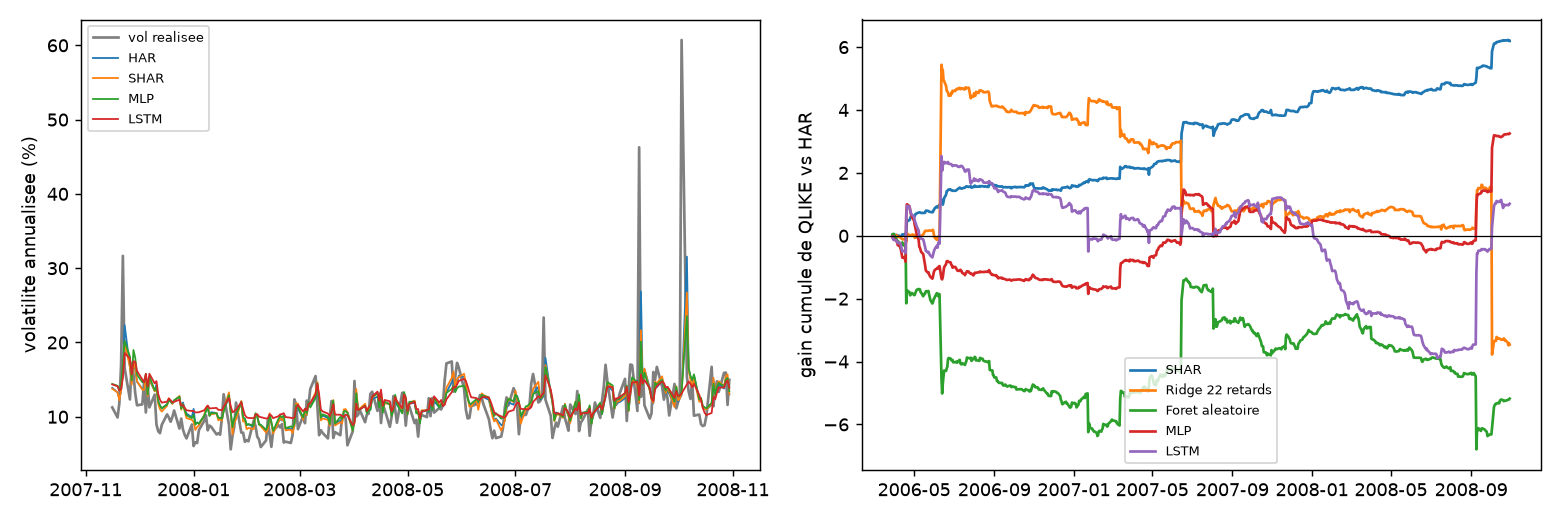 volatilite annualisee (%)
60
50
40
30
20
10
vol realisee
HAR
SHAR
MLP
LSTM
2007-11
2008-01
2008-03
2008-05
2008-07
2008-09
2008-11
gain cumule de QLIKE vs HAR
6
4
2
0
−2
−4
−6
SHAR
Ridge 22 retards
Foret aleatoire
MLP
LSTM
2006-05
2006-09
2007-01
2007-05
2007-09
2008-01
2008-05
2008-09